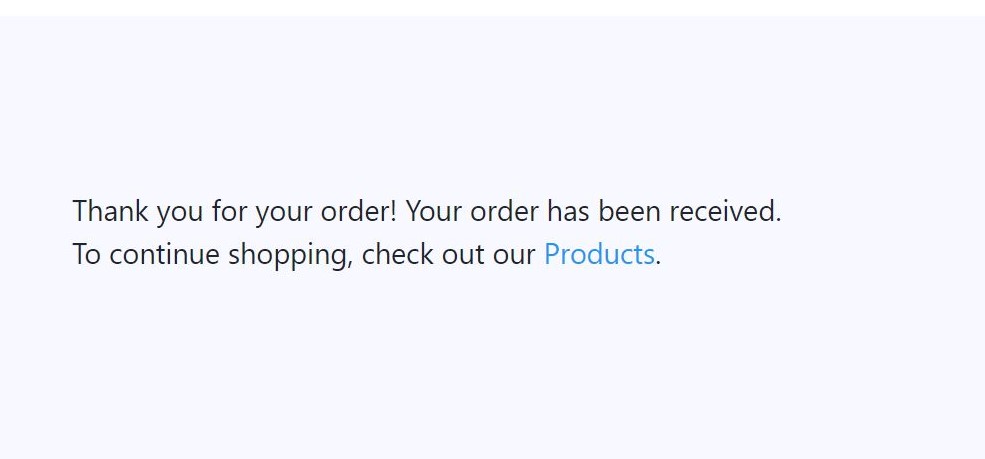 Thank you for your order! Your order has been received.
To continue shopping, check out our Products.